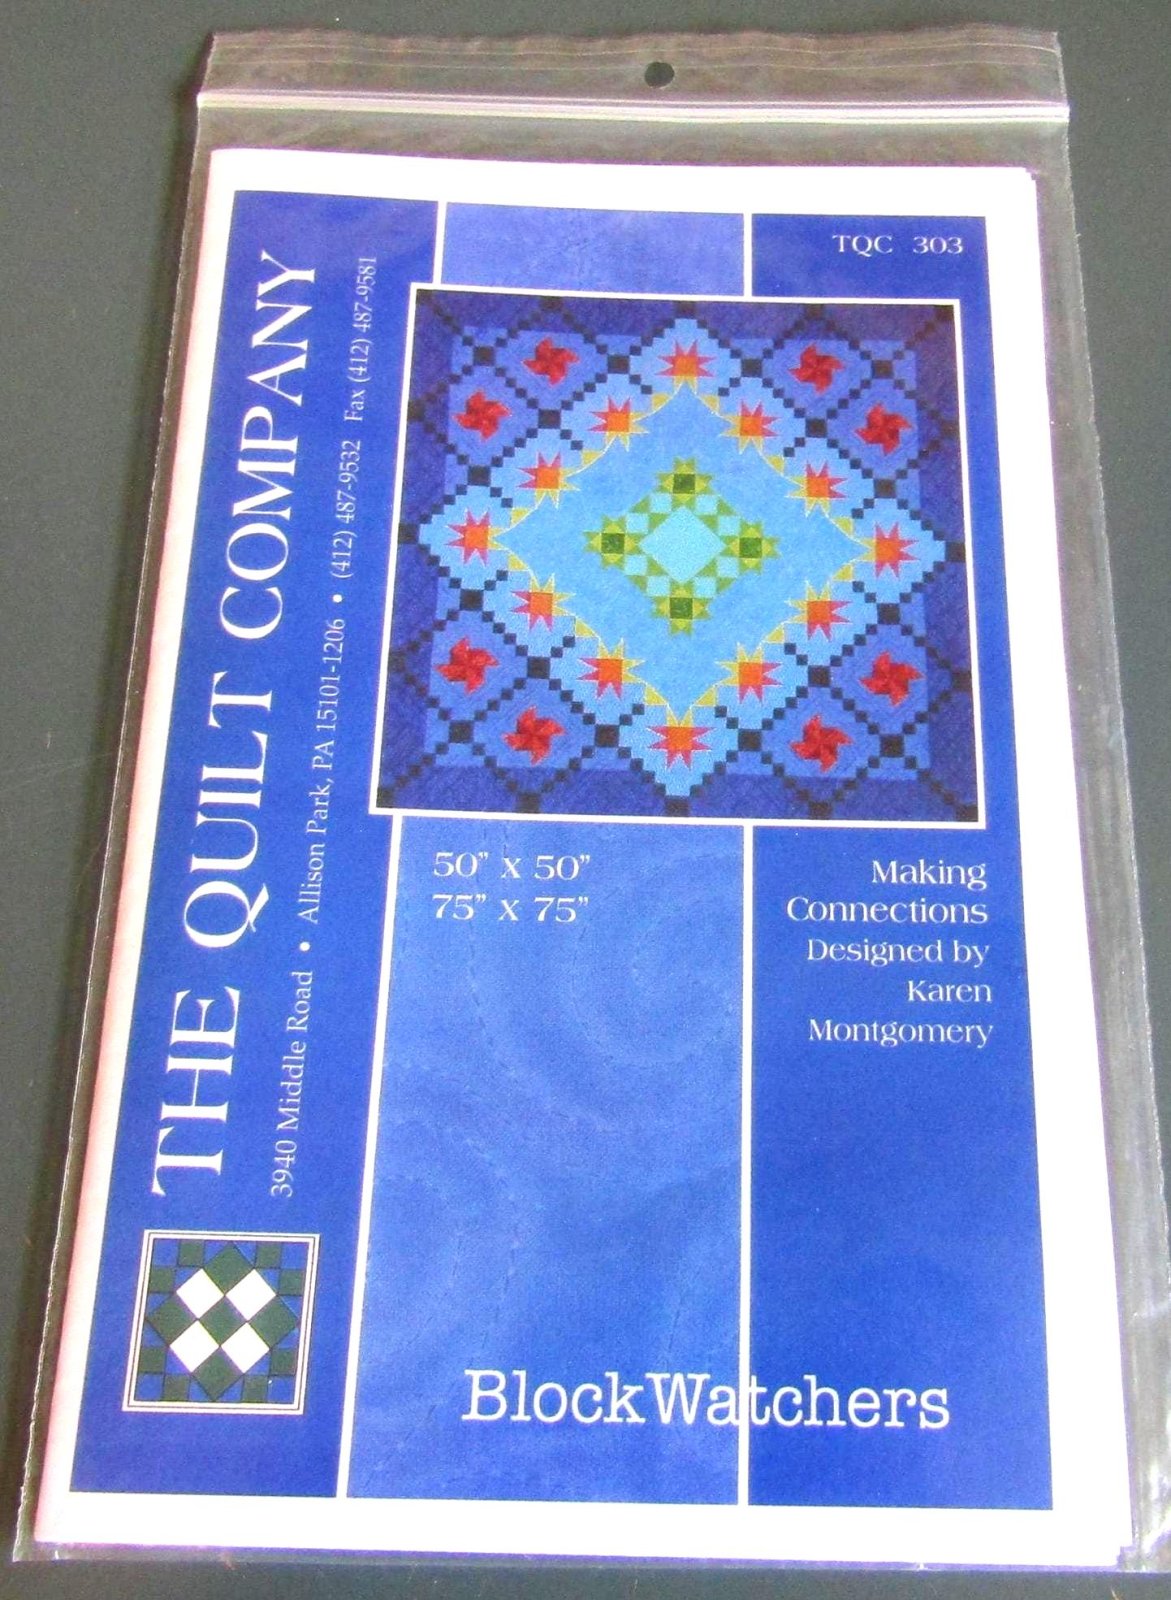 THE QUILT COMPANY
3940 Middle Road • Allison Park, PA 15101-1206 • (412) 487-9532 Fax (412) 487-9581
TQC 303
50" x 50"
75" x 75"
Making
Connections
Designed by
Karen
Montgomery
BlockWatchers